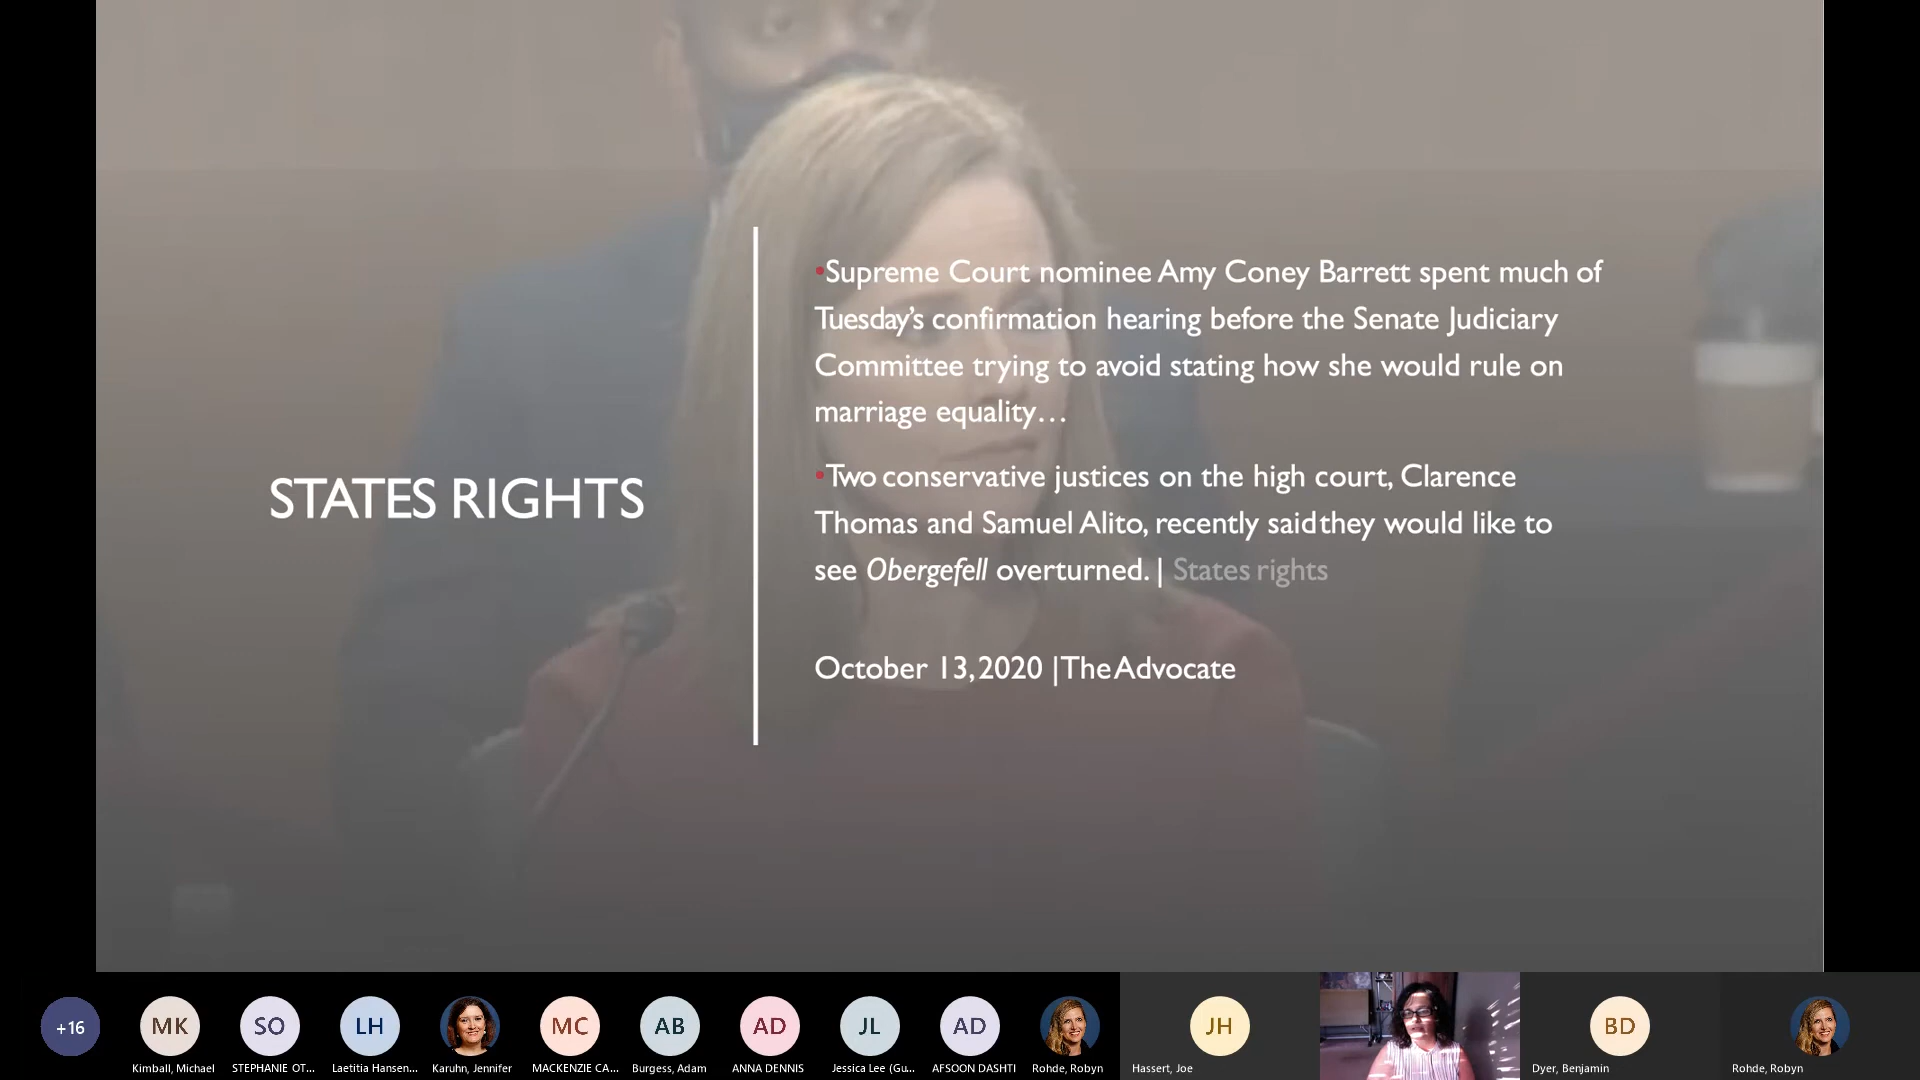 STATES RIGHTS
•Supreme Court nominee Amy Coney Barrett spent much of
Tuesday’s confirmation hearing before the Senate Judiciary
Committee trying to avoid stating how she would rule on
marriage equality…
•Two conservative justices on the high court, Clarence
Thomas and Samuel Alito, recently said they would like to
see Obergefell overturned. | States rights
October 13, 2020 | The Advocate
+16
MK
SO
LH
MC
AB
AD
JL
AD
JH
BD
Kimball, Michael
STEPHANIE OT...
Laetitia Hansen...
Karuhn, Jennifer
MACKENZIE CA...
Burgess, Adam
ANNA DENNIS
Jessica Lee (Gu...
AFSOON DASHTI
Rohde, Robyn
Hassert, Joe
Dyer, Benjamin
Rohde, Robyn